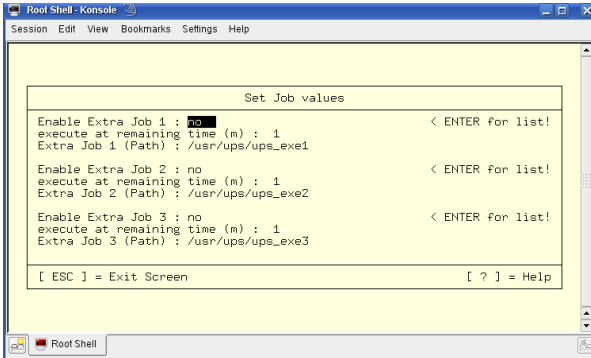 Root Shell - Konsole
Session Edit View Bookmarks Settings Help
Set Job values
Enable Extra Job 1 : no < ENTER for list!
execute at remaining time (m) : 1
Extra Job 1 (Path) : /usr/ups/ups_exe1
Enable Extra Job 2 : no < ENTER for list!
execute at remaining time (m) : 1
Extra Job 2 (Path) : /usr/ups/ups_exe2
Enable Extra Job 3 : no < ENTER for list!
execute at remaining time (m) : 1
Extra Job 3 (Path) : /usr/ups/ups_exe3
[ ESC ] = Exit Screen [ ? ] = Help
Root Shell